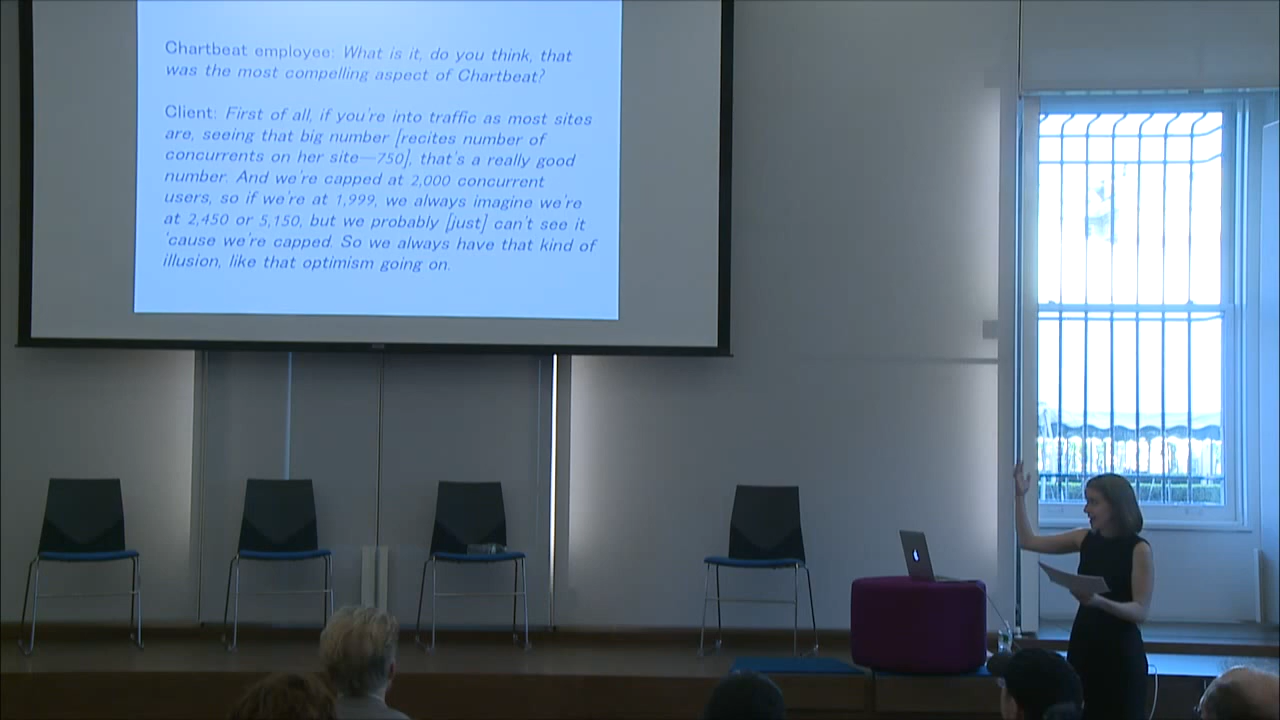 Chartbeat employee: What is it, do you think, that
was the most compelling aspect of Chartbeat?
Client: First of all, if you're into traffic as most sites
are, seeing that big number [recites number of
concurrents on her site—750], that's a really good
number. And we're capped at 2,000 concurrent
users, so if we're at 1,999, we always imagine we're
at 2,450 or 5,150, but we probably [just] can't see it
'cause we're capped. So we always have that kind of
illusion, like that optimism going on.